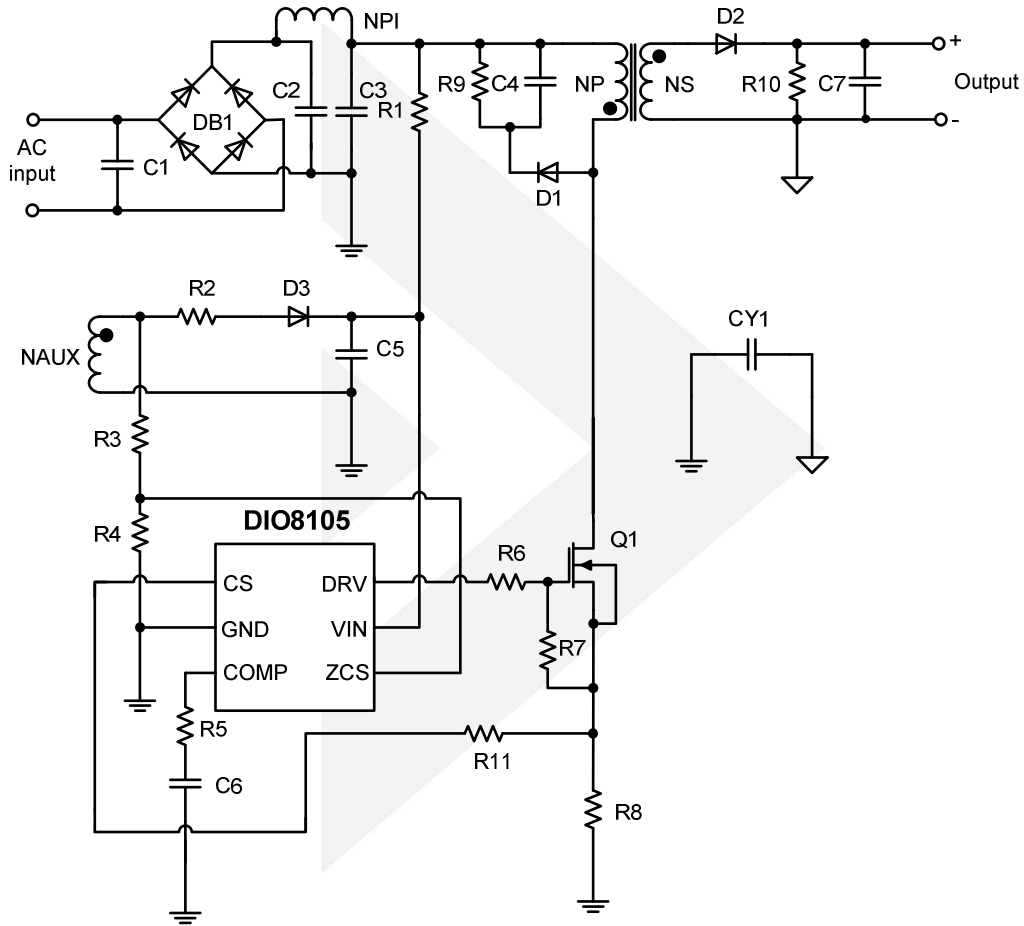 NPI
D2
+
C2
C3
R1
R9
C4
NP
NS
R10
C7
Output
DB1
AC
input
C1
-
D1
R2
D3
NAUX
C5
CY1
R3
R4
DIO8105
Q1
R6
CS
DRV
GND
VIN
R7
COMP
ZCS
R5
R11
C6
R8